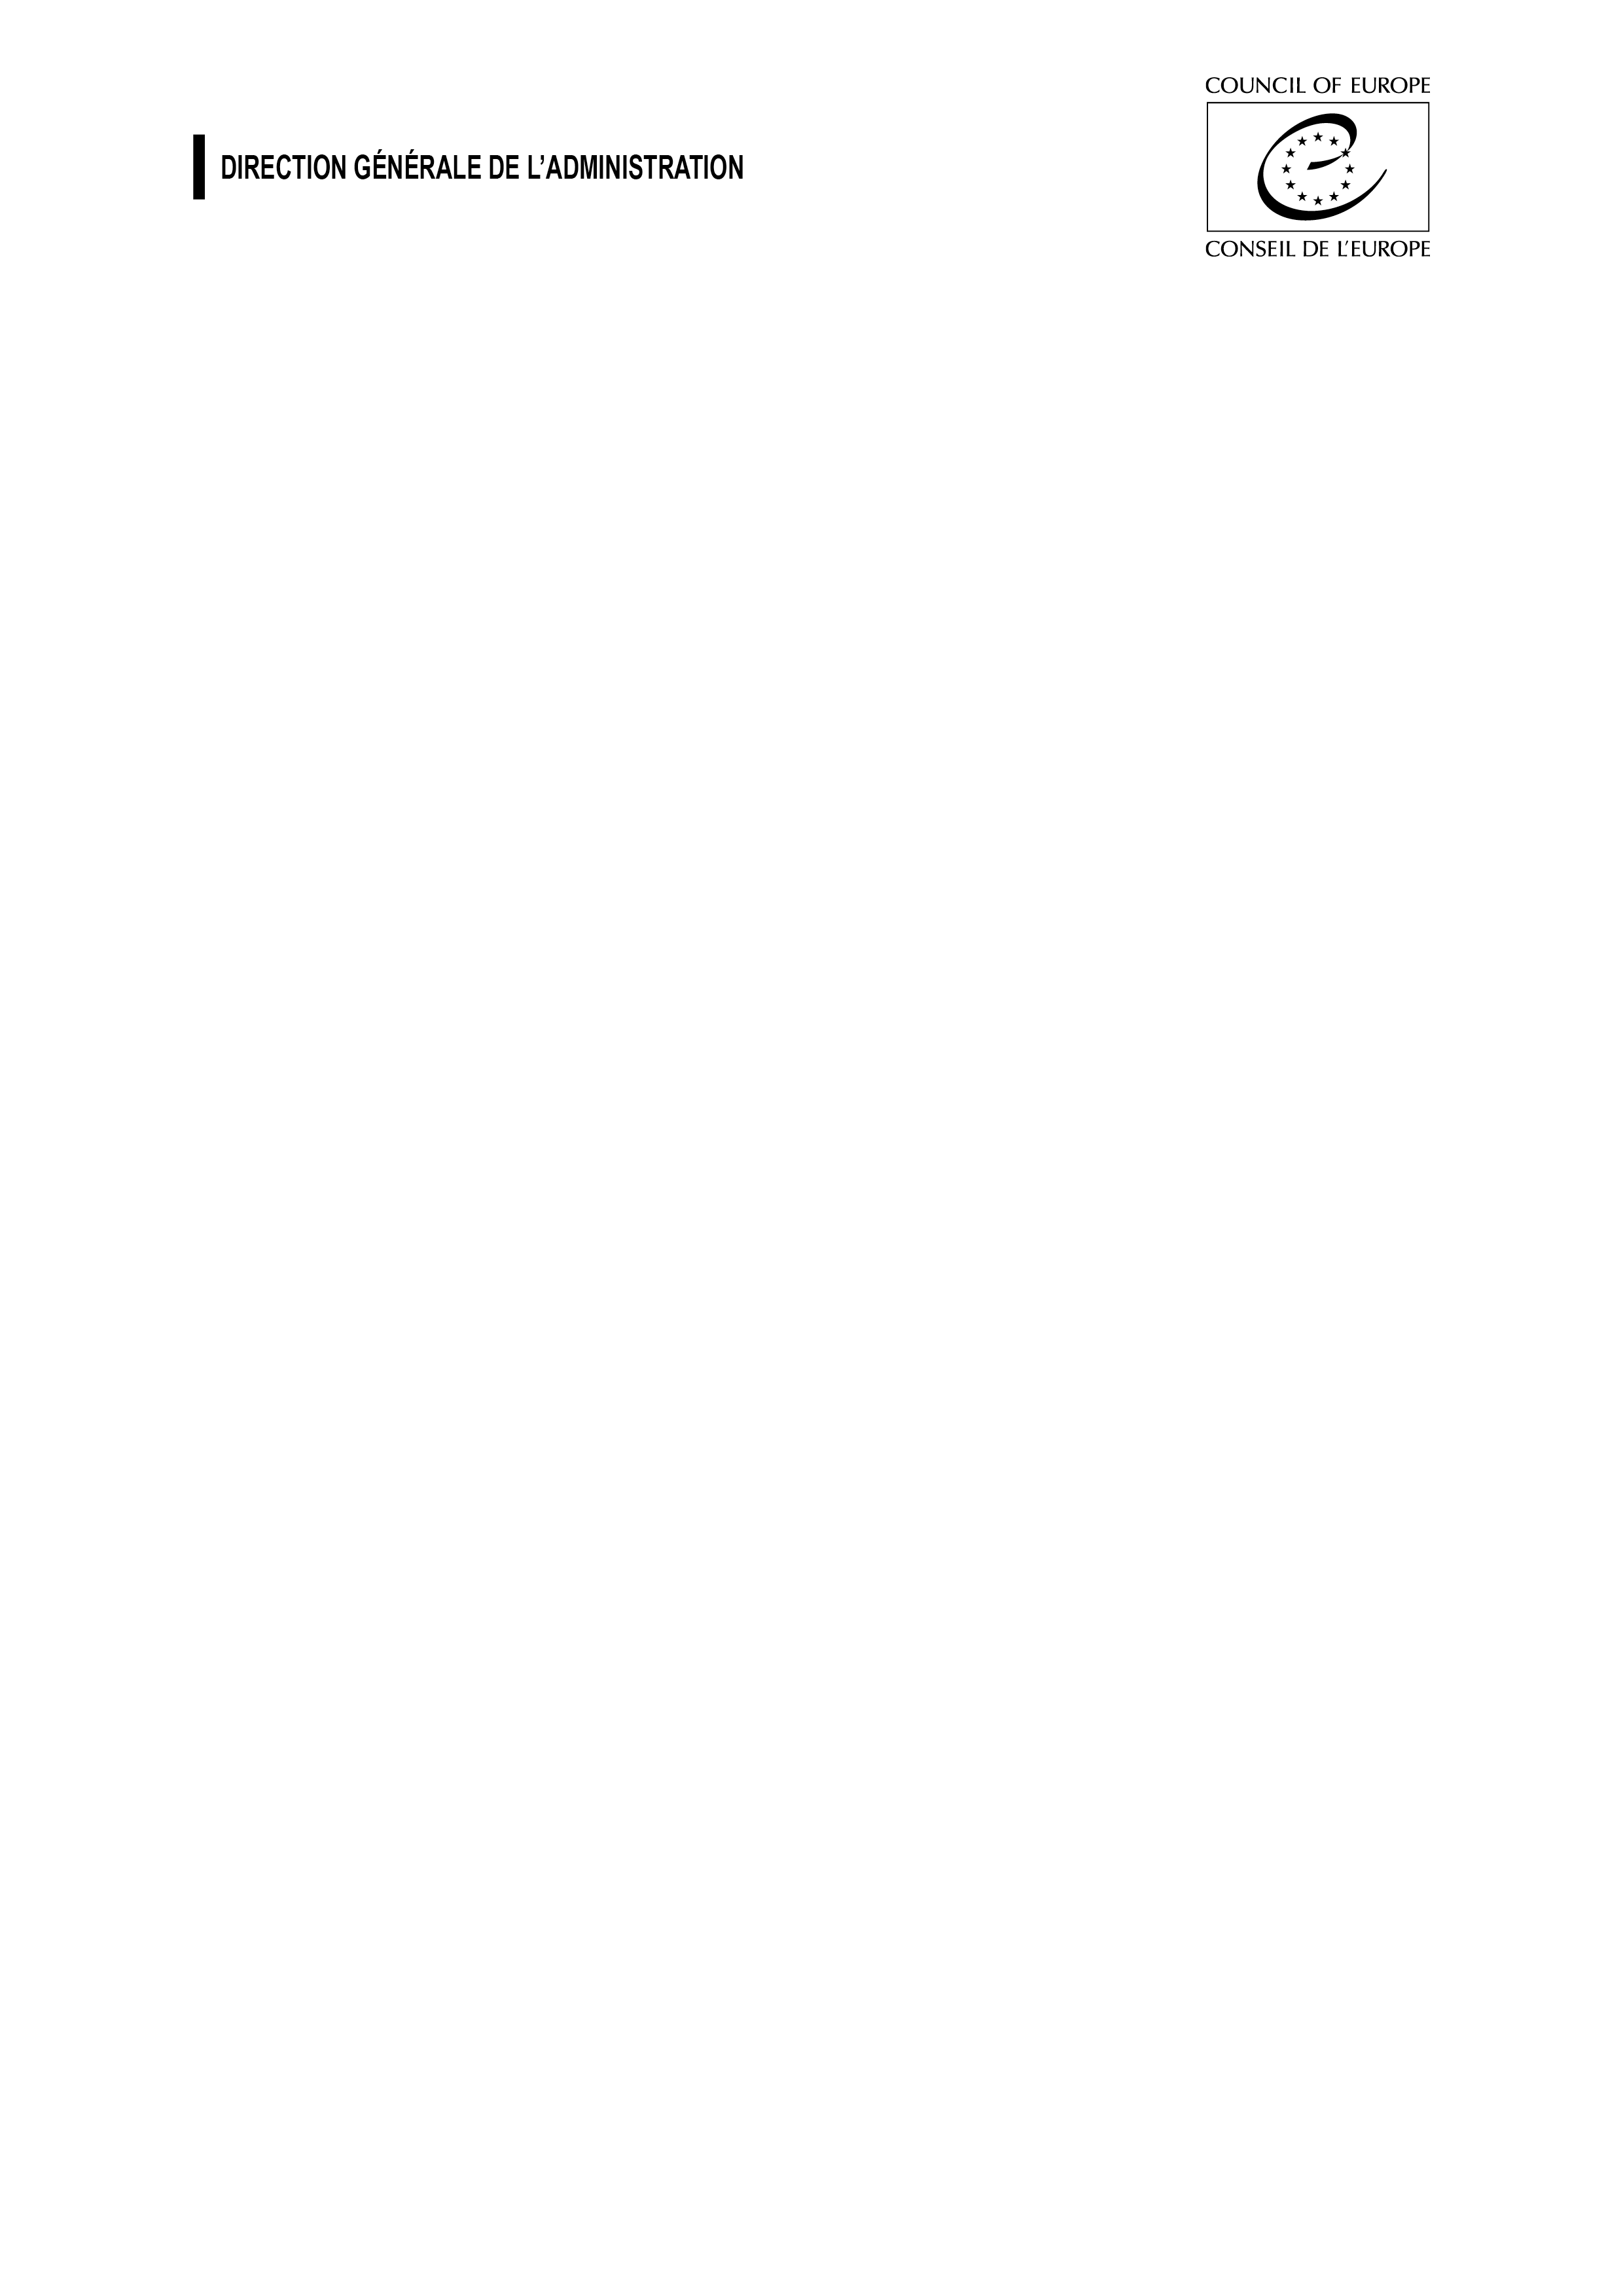 COUNCIL OF EUROPE
DIRECTION GÉNÉRALE DE L’ADMINISTRATION
CONSEIL DE L’EUROPE